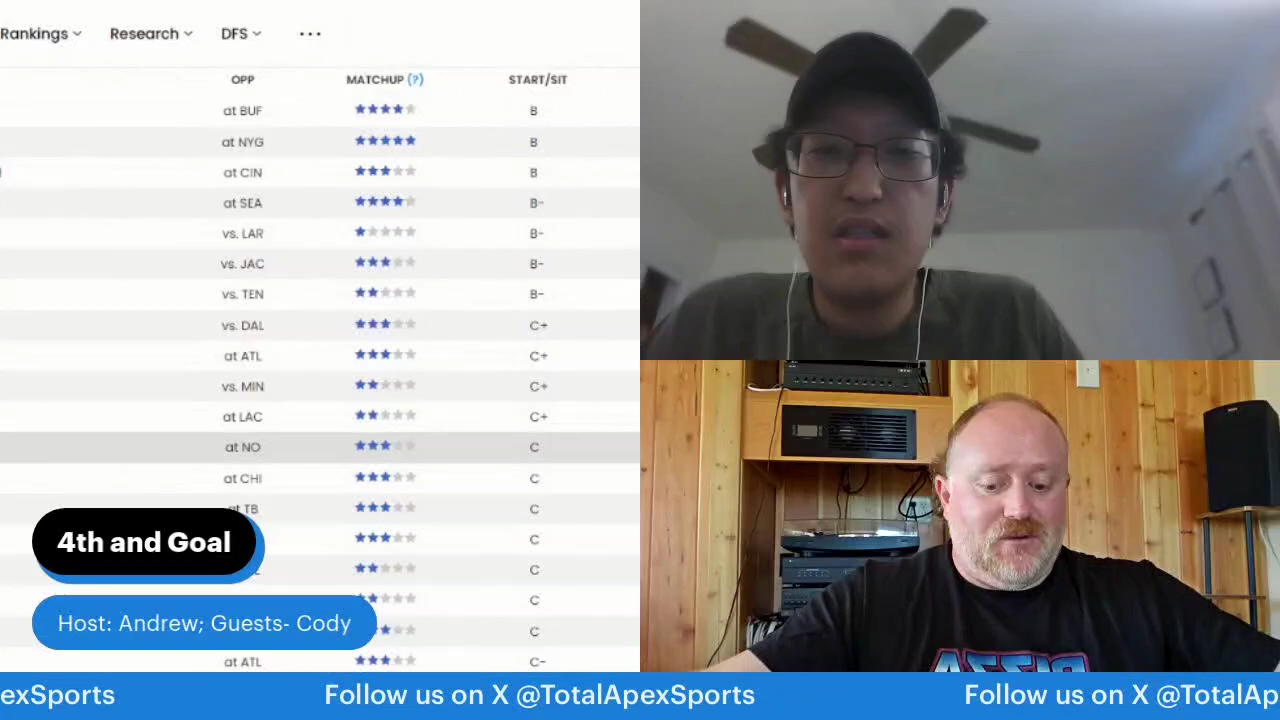 Rankings Research DFS ...
OPP MATCHUP (?) START/SIT
at BUF B
at NYG B
at CIN B
at SEA B-
vs. LAR B-
vs. JAC B-
vs. TEN B-
vs. DAL C+
at ATL C+
vs. MIN C+
at LAC C+
at NO C
at CHI C
at TB C
4th and Goal
C
C
C
Host: Andrew; Guests- Cody
C
at ATL C-
exSports Follow us on X @TotalApexSports Follow us on X @TotalAp